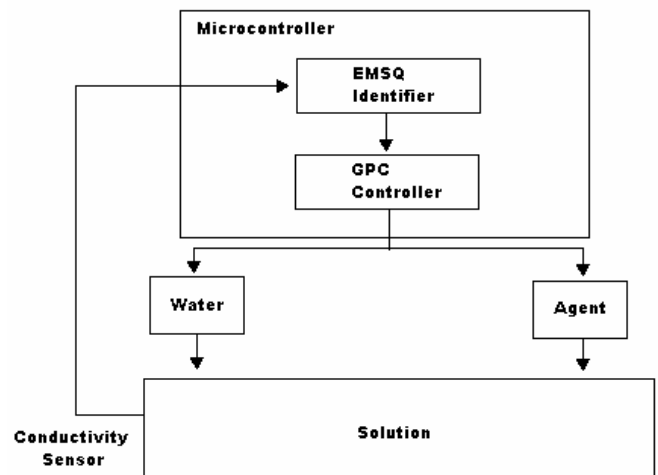 Microcontroller
EMSQ
Identifier
GPC
Controller
Water
Agent
Solution
Conductivity
Sensor